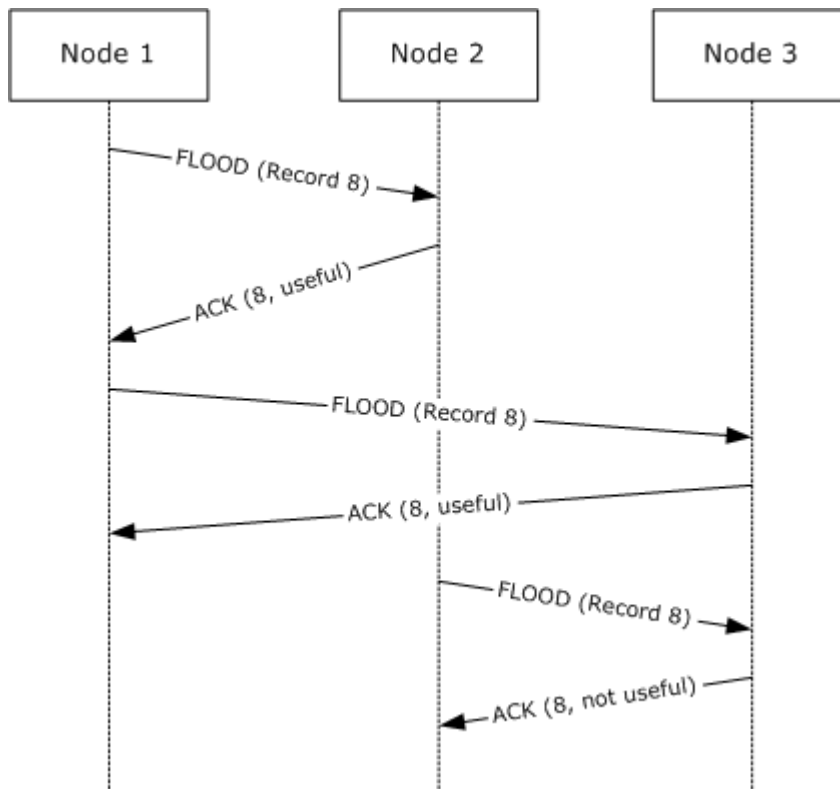 Node 1
Node 2
Node 3
FLOOD (Record 8)
ACK (8, useful)
FLOOD (Record 8)
ACK (8, useful)
FLOOD (Record 8)
ACK (8, not useful)